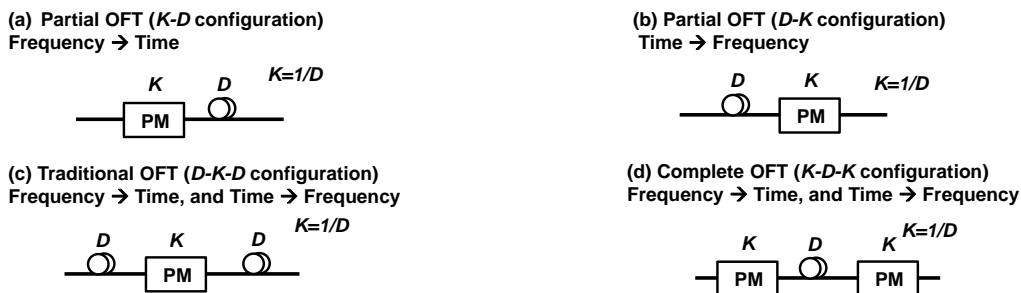 (a) Partial OFT (K-D configuration)
Frequency → Time
K D K=1/D
PM
(b) Partial OFT (D-K configuration)
Time → Frequency
D K K=1/D
PM
(c) Traditional OFT (D-K-D configuration)
Frequency → Time, and Time → Frequency
D K D K=1/D
PM
(d) Complete OFT (K-D-K configuration)
Frequency → Time, and Time → Frequency
K D K K=1/D
PM PM